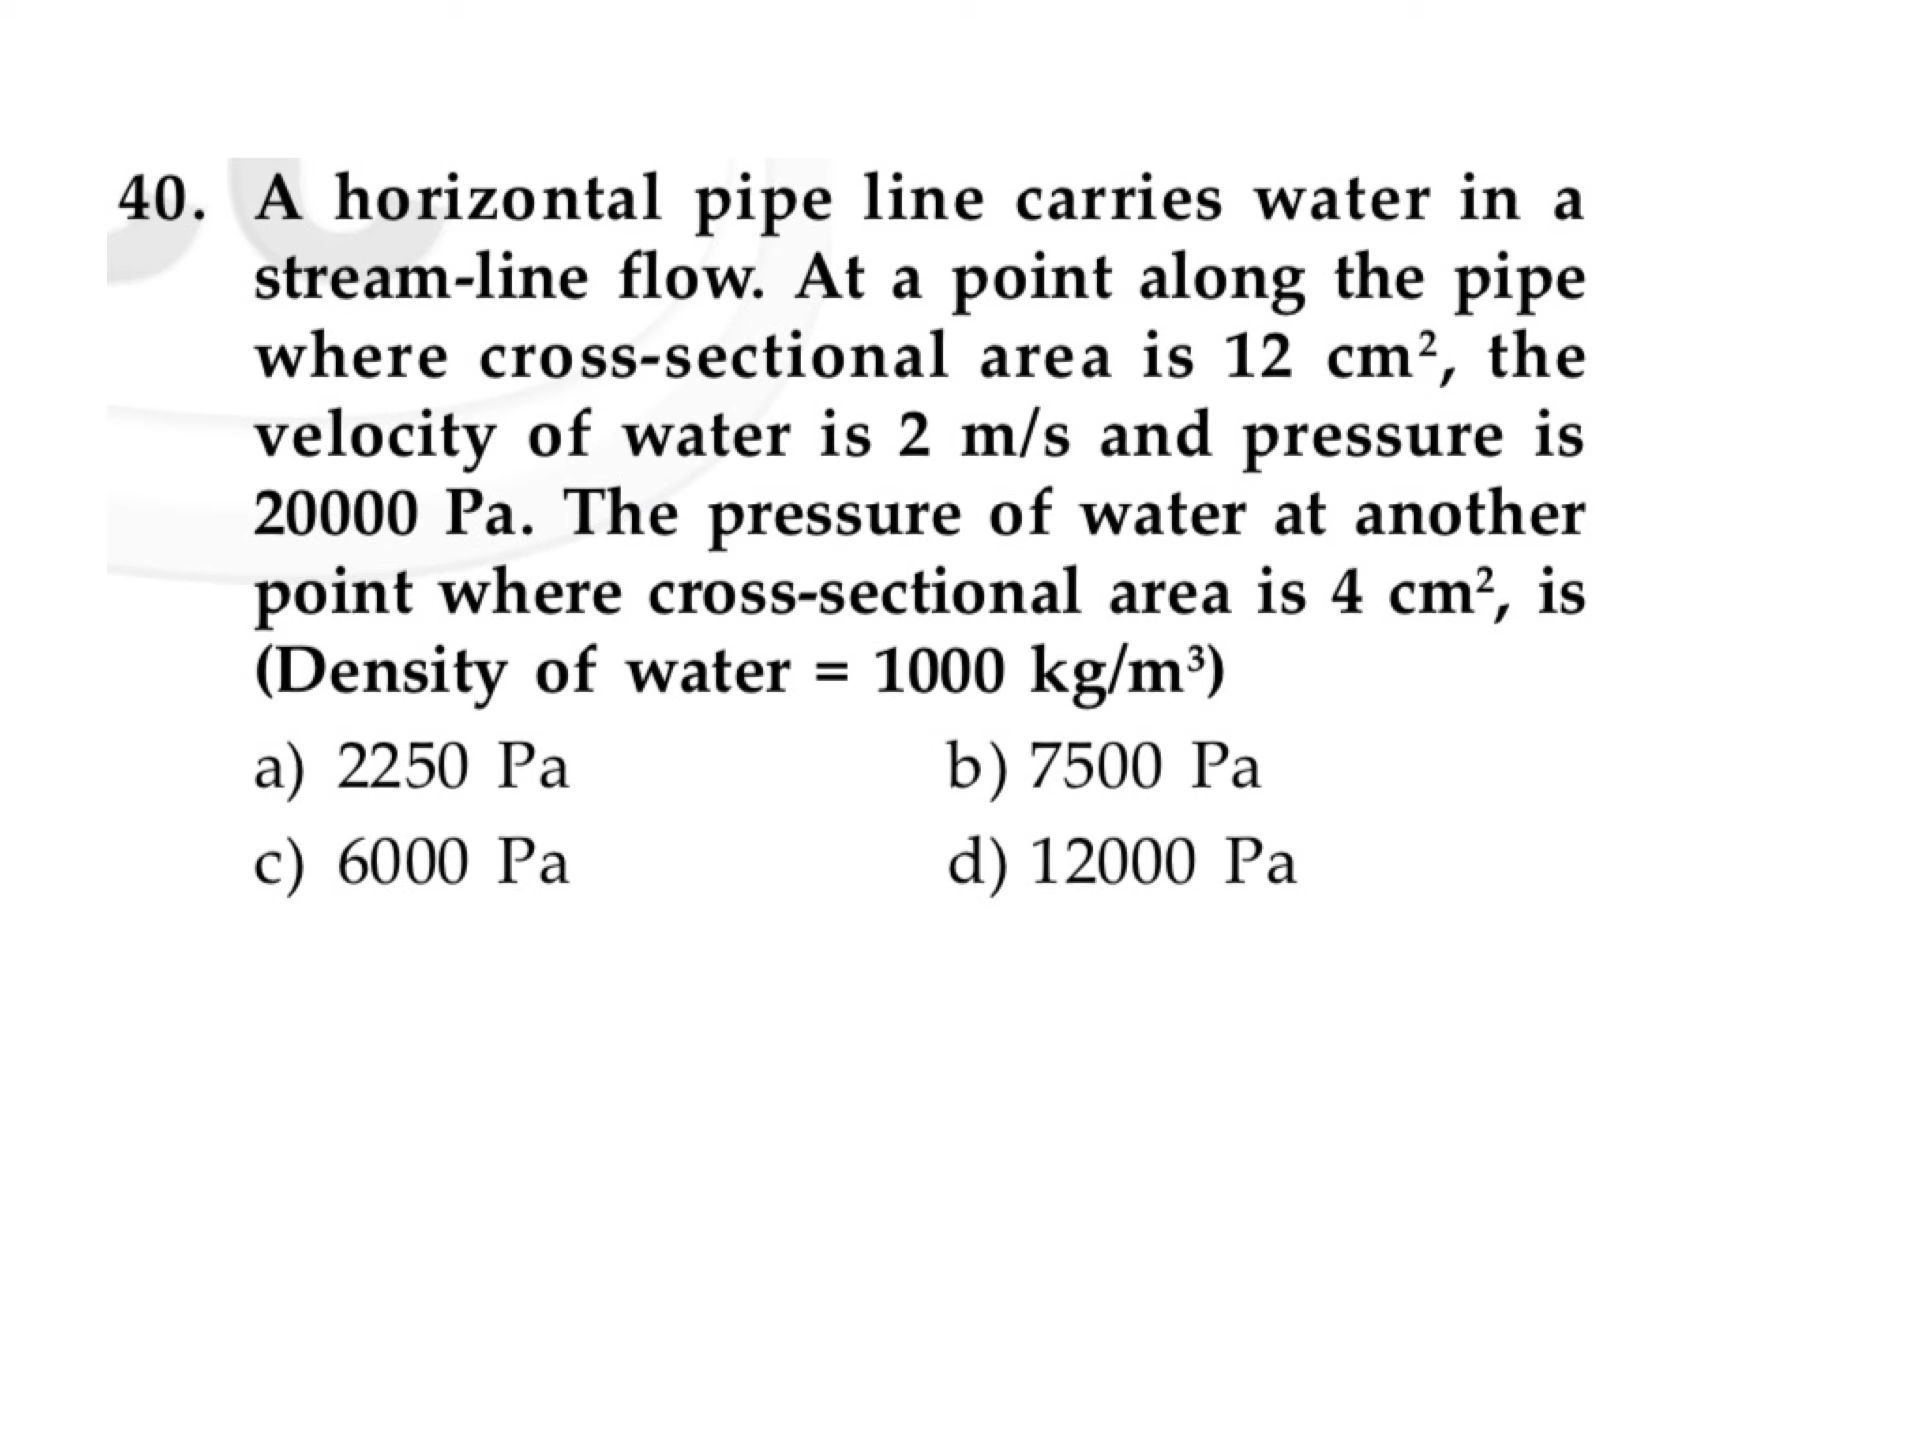 40. A horizontal pipe line carries water in a
stream-line flow. At a point along the pipe
where cross-sectional area is 12 cm², the
velocity of water is 2 m/s and pressure is
20000 Pa. The pressure of water at another
point where cross-sectional area is 4 cm², is
(Density of water = 1000 kg/m³)
a) 2250 Pa b) 7500 Pa
c) 6000 Pa d) 12000 Pa